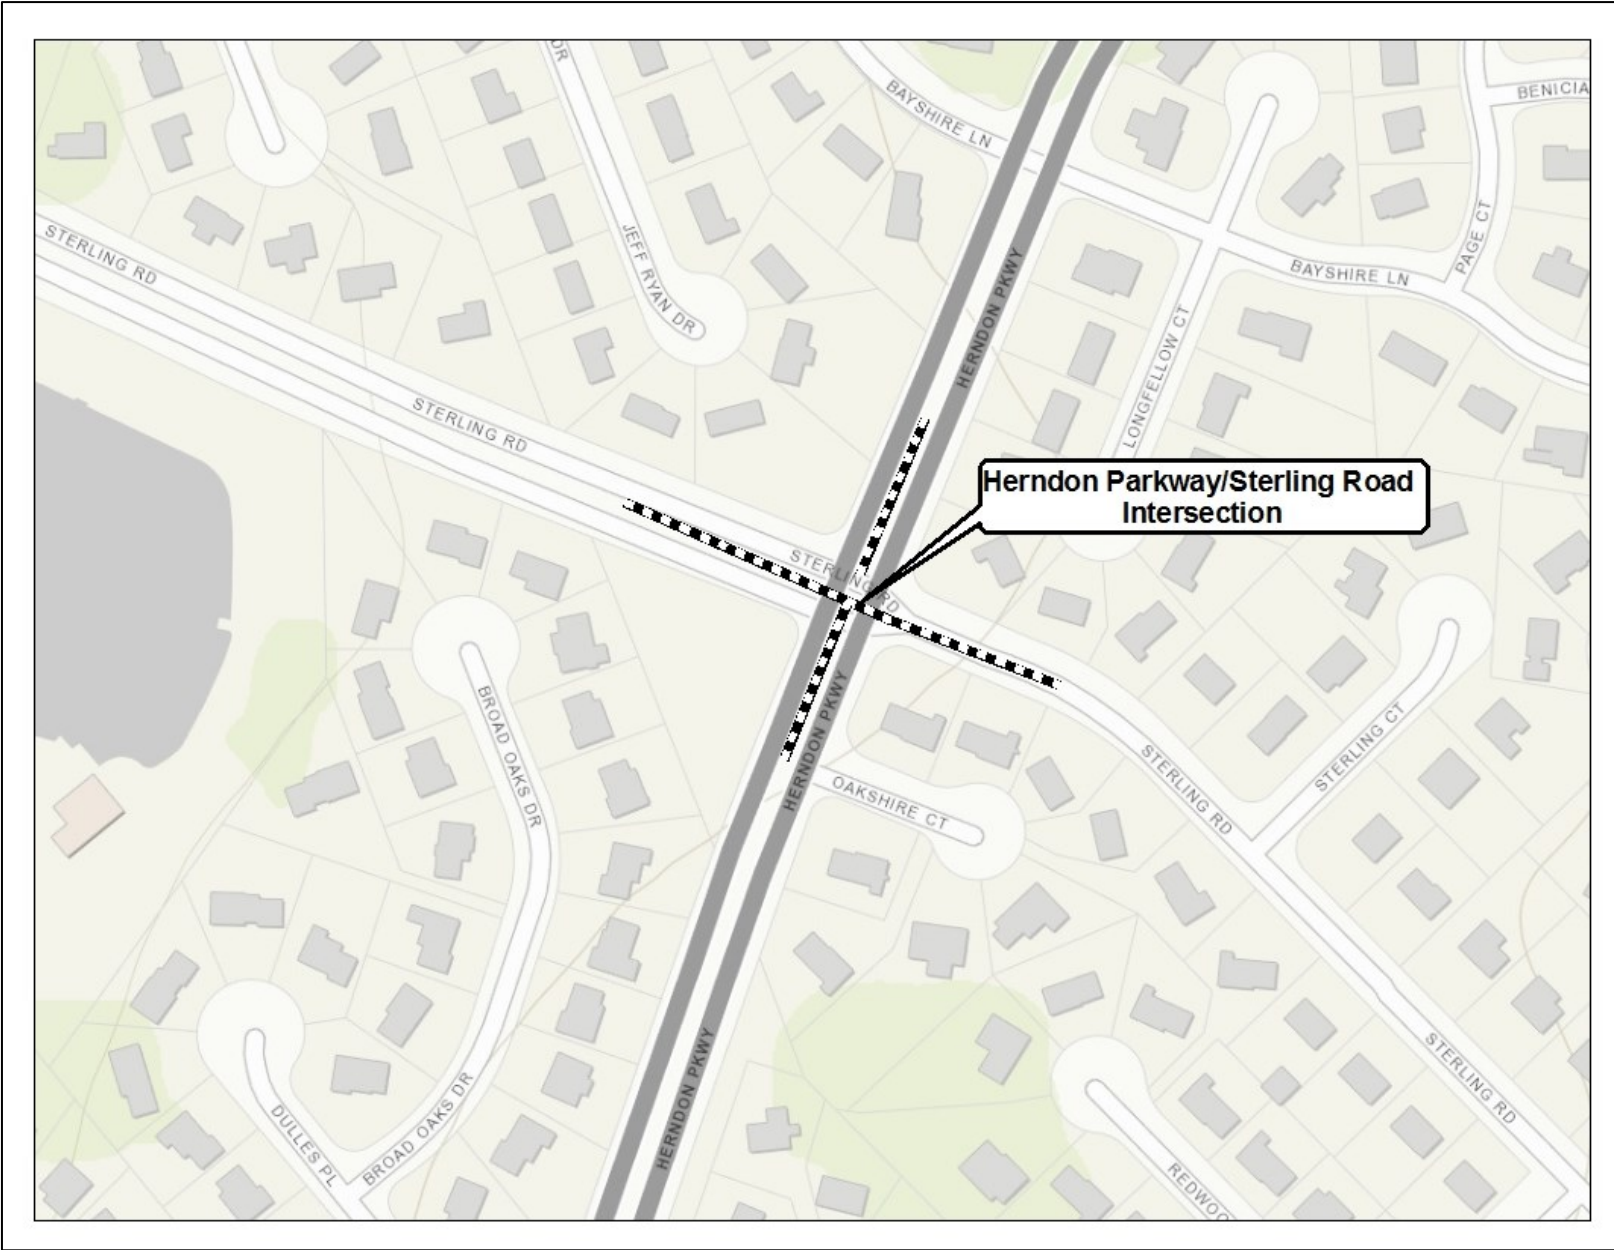 DR
BAYSHIRE LN
BENICIA
STERLING RD
JEFF RYAN DR
HERNDON PKWY
PAGE CT
BAYSHIRE LN
LONGFELLOW CT
STERLING RD
Herndon Parkway/Sterling Road
Intersection
STERLING RD
BROAD OAKS DR
HERNDON PKWY
OAKSHIRE CT
STERLING RD
STERLING CT
HERNDON PKWY
STERLING RD
DULLES PL
BROAD OAKS DR
REDWOO